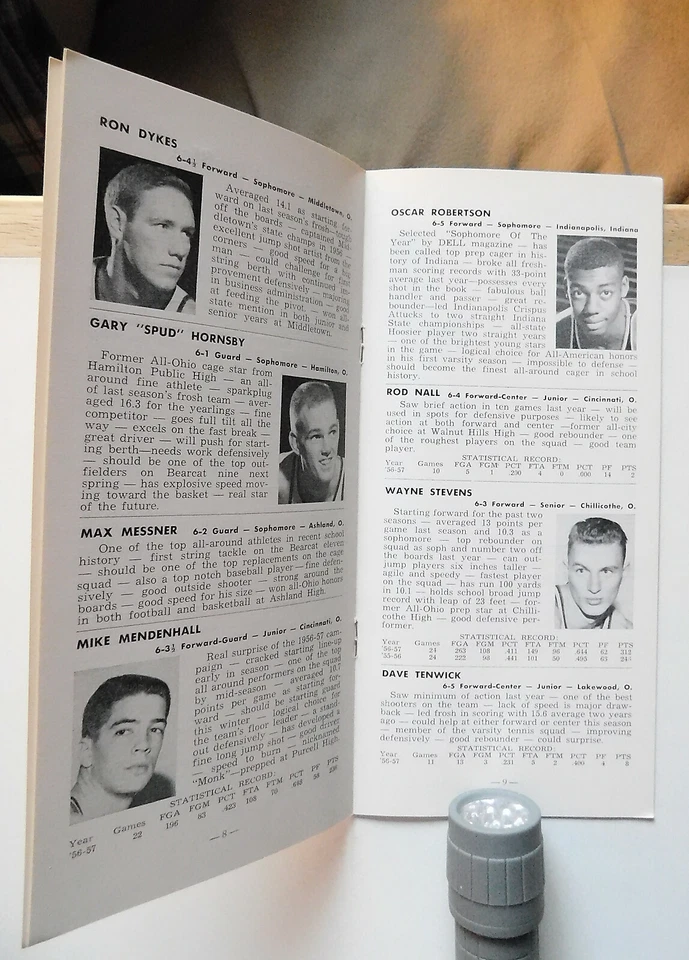 RON DYKES
6-4½ Forward — Sophomore — Middletown, O.
Averaged 14.1 as starting for-
ward on last season's frosh—
off the boards — captained Mid-
dletown's state champs in 1956 —
excellent jump shot artist from the
corners — good speed for a big
man — could challenge for
string berth with continued im-
provement defensively — majoring
in business administration — good
at feeding the pivot — won all-
state mention in both junior and
senior years at Middletown.
GARY "SPUD" HORNSBY
6-1 Guard — Sophomore — Hamilton, O.
Former All-Ohio cage star from
Hamilton Public High — an all-
around fine athlete — sparkplug
of last season's frosh team — aver-
aged 16.3 for the yearlings — fine
competitor — goes full tilt all the
way — excels on the fast break —
great driver — will push for start-
ing berth—needs work defensively
— should be one of the top out-
fielders on Bearcat nine next
spring — has explosive speed mov-
ing toward the basket — real star
of the future.
MAX MESSNER 6-2 Guard — Sophomore — Ashland, O.
One of the top all-around athletes in recent school
history — first string tackle on the Bearcat eleven
— should be one of the top replacements on the cage
squad — also a top notch baseball player—fine defen-
sively — good outside shooter — strong around the
boards — good speed for his size — won all-Ohio honors
in both football and basketball at Ashland High.
MIKE MENDENHALL
6-3½ Forward-Guard — Junior — Cincinnati, O.
Real surprise of the 1956-57 cam-
paign — cracked starting line-up
early in season — one of the top
all around performers on the squad
by mid-season — averaged 10.7
points per game as starting for-
ward — should be starting guard
this winter — logical choice for
the team's floor leader — a stand-
out defensively — has developed a
fine long jump shot — good driver
— speed to burn — nicknamed
"Monk"—prepped at Purcell High.
STATISTICAL RECORD:
Year Games FGA FGM PCT FTA FTM PCT PF PTS
'56-57 22 196 83 .423 108 70
— 8 —
OSCAR ROBERTSON
6-5 Forward — Sophomore — Indianapolis, Indiana
Selected "Sophomore Of The
Year" by DELL magazine — has
been called top prep cager in his-
tory of Indiana — broke all fresh-
man scoring records with 33-point
average last year—possesses every
shot in the book — fabulous ball
handler and passer — great re-
bounder—led Indianapolis Crispus
Attucks to two straight Indiana
State championships — all-state
Hoosier player two straight years
— one of the brightest young stars
in the game — logical choice for All-American honors
in his first varsity season — impossible to defense —
should become the finest all-around cager in school
history.
ROD NALL 6-4 Forward-Center — Junior — Cincinnati, O.
Saw brief action in ten games last year — will be
used in spots for defensive purposes — likely to see
action at both forward and center —former all-city
choice at Walnut Hills High — good rebounder — one
of the roughest players on the squad — good team
player.
STATISTICAL RECORD:
Year Games FGA FGM PCT FTA FTM PCT PF PTS
'56-57 10 5 1 .200 4 0 .000 14 2
WAYNE STEVENS
6-3 Forward — Senior — Chillicothe, O.
Starting forward for the past two
seasons — averaged 13 points per
game last season and 10.3 as a
sophomore — top rebounder on
squad as soph and number two off
the boards last year — can out-
jump players six inches taller —
agile and speedy — fastest player
on the squad — has run 100 yards
in 10.1 — holds school broad jump
record with leap of 23 feet — for-
mer All-Ohio prep star at Chilli-
cothe High — good defensive per-
former.
STATISTICAL RECORD:
Year Games FGA FGM PCT FTA FTM PCT PF PTS
'56-57 24 263 108 .411 149 96 .644 62 312
'55-56 24 222 98 .441 101 50 .495 63
DAVE TENWICK
6-5 Forward-Center — Junior — Lakewood, O.
Saw minimum of action last year — one of the best
shooters on the team — lack of speed is major draw-
back — led frosh in scoring with 15.6 average two years
ago — could help at either forward or center this season
— member of the varsity tennis squad — improving
defensively — good rebounder — could surprise.
STATISTICAL RECORD:
Year Games FGA FGM PCT FTA FTM PCT PF PTS
'56-57 11 13 3 .231 5 2 .400 4 8
— 9 —